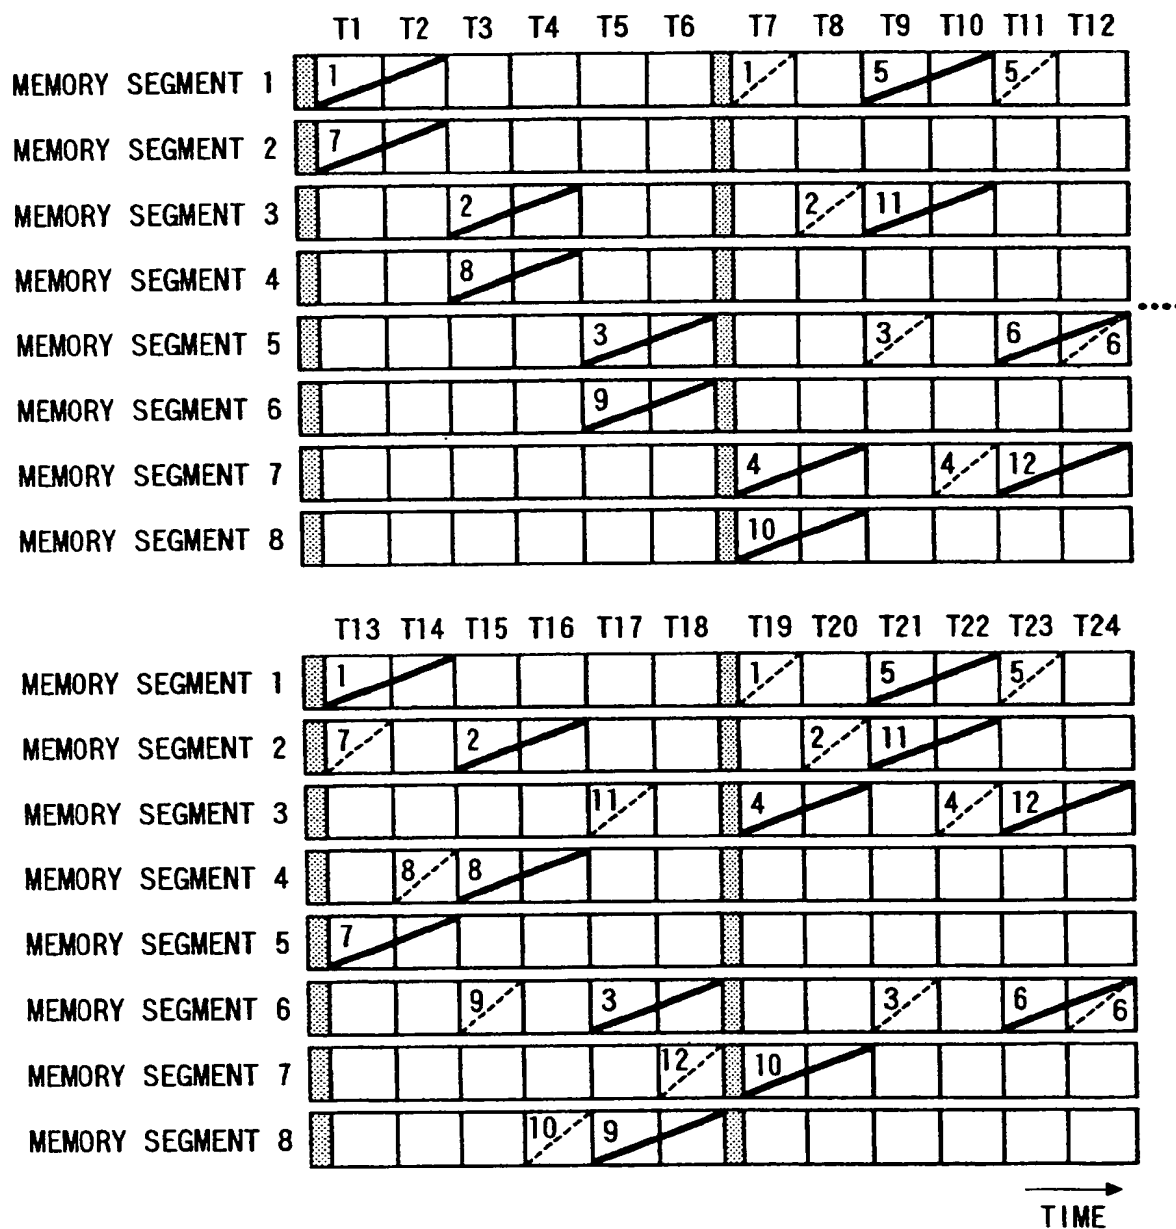 T1 T2 T3 T4 T5 T6 T7 T8 T9 T10 T11 T12
MEMORY SEGMENT 1 1 1 5 5
MEMORY SEGMENT 2 7
MEMORY SEGMENT 3 2 2 11
MEMORY SEGMENT 4 8
MEMORY SEGMENT 5 3 3 6 6
MEMORY SEGMENT 6 9
MEMORY SEGMENT 7 4 4 12
MEMORY SEGMENT 8 10
T13 T14 T15 T16 T17 T18 T19 T20 T21 T22 T23 T24
MEMORY SEGMENT 1 1 1 5 5
MEMORY SEGMENT 2 7 2 2 11
MEMORY SEGMENT 3 11 4 4 12
MEMORY SEGMENT 4 8 8
MEMORY SEGMENT 5 7
MEMORY SEGMENT 6 9 3 3 6 6
MEMORY SEGMENT 7 12 10
MEMORY SEGMENT 8 10 9
TIME